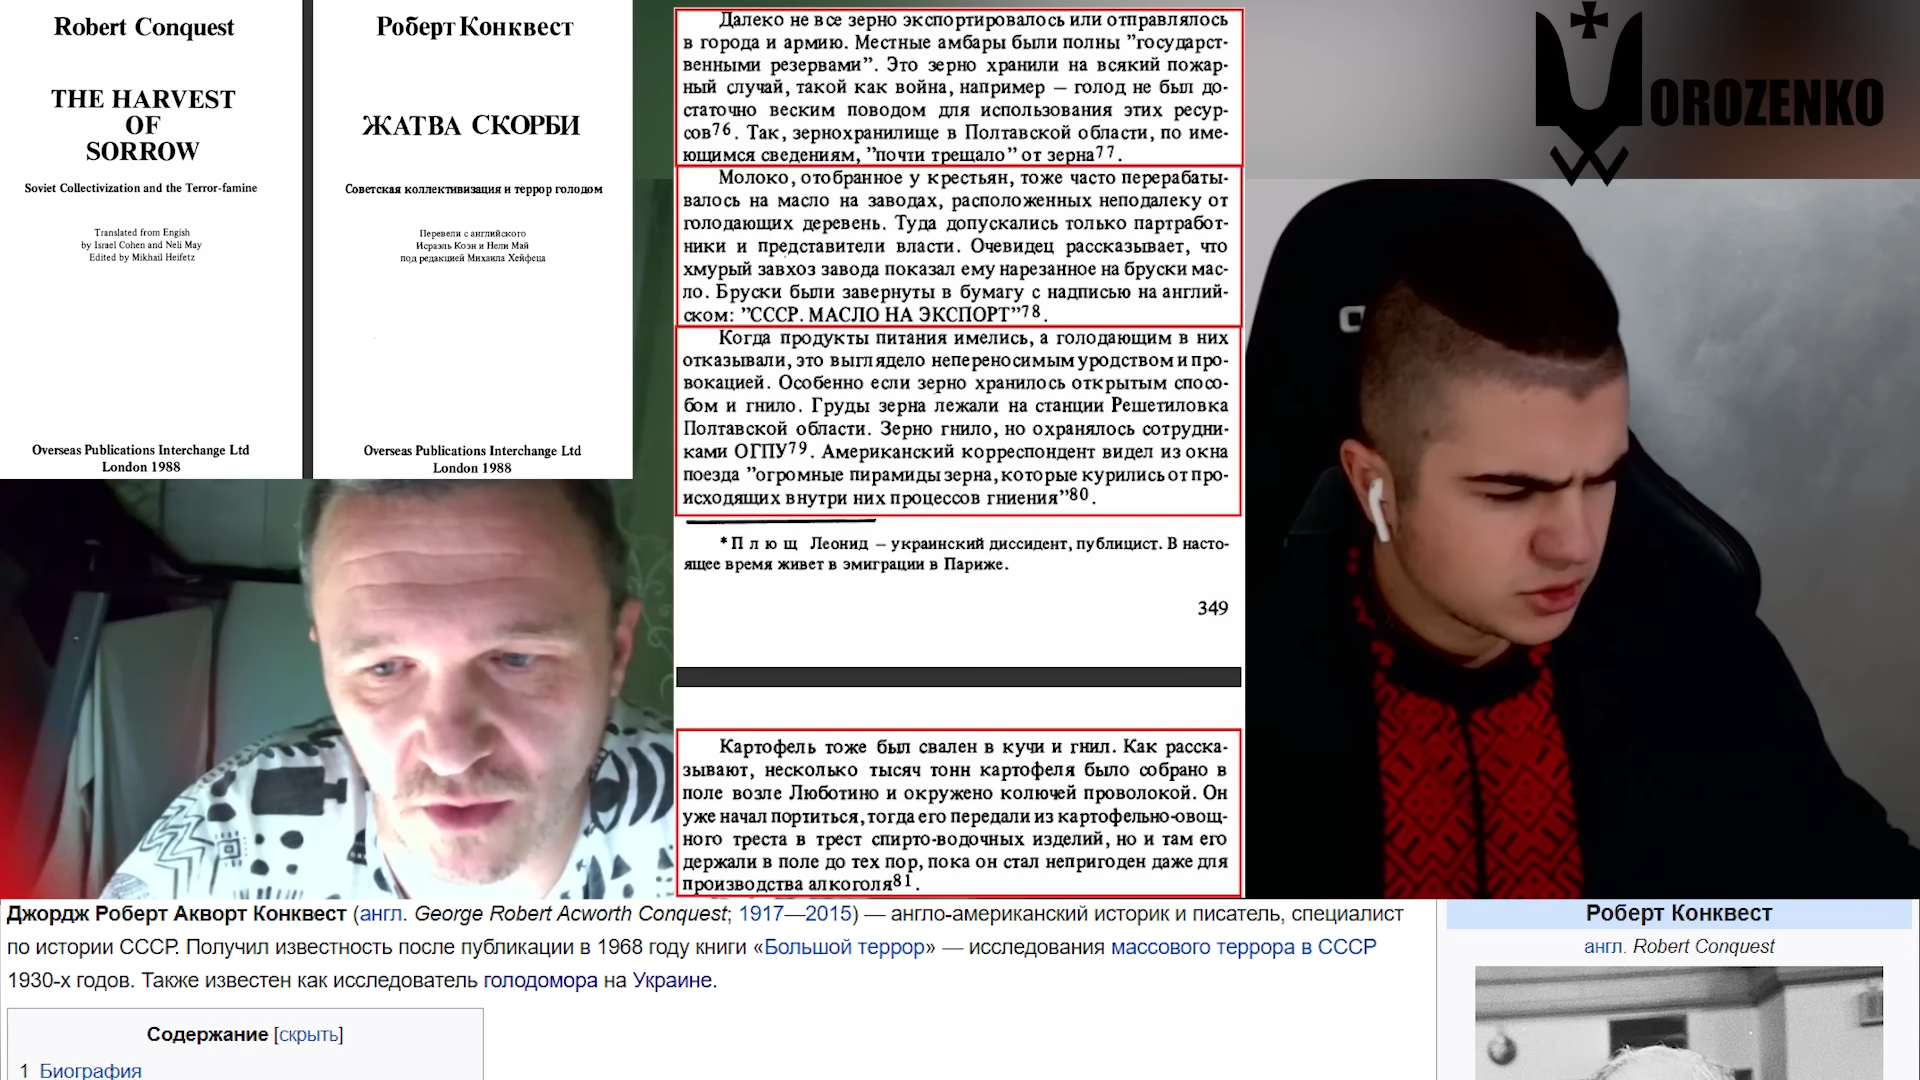 Robert Conquest
THE HARVEST
OF
SORROW
Soviet Collectivization and the Terror-famine
Translated from Engish
by Israel Cohen and Neli May
Edited by Mikhail Heifetz
Overseas Publications Interchange Ltd
London 1988
Роберт Конквест
ЖАТВА СКОРБИ
Советская коллективизация и террор голодом
Перевели с английского
Исраэль Коэн и Нели Май
под редакцией Михаила Хейфеца
Overseas Publications Interchange Ltd
London 1988
Далеко не все зерно экспортировалось или отправлялось
в города и армию. Местные амбары были полны ”государст-
венными резервами”. Это зерно хранили на всякий пожар-
ный случай, такой как война, например – голод не был до-
статочно веским поводом для использования этих ресур-
сов76. Так, зернохранилище в Полтавской области, по име-
ющимся сведениям, ”почти трещало” от зерна77.
Молоко, отобранное у крестьян, тоже часто перерабаты-
валось на масло на заводах, расположенных неподалеку от
голодающих деревень. Туда допускались только партработ-
ники и представители власти. Очевидец рассказывает, что
хмурый завхоз завода показал ему нарезанное на бруски мас-
ло. Бруски были завернуты в бумагу с надписью на англий-
ском: ”СССР. МАСЛО НА ЭКСПОРТ”78.
Когда продукты питания имелись, а голодающим в них
отказывали, это выглядело непереносимым уродством и про-
вокацией. Особенно если зерно хранилось открытым спосо-
бом и гнило. Груды зерна лежали на станции Решетиловка
Полтавской области. Зерно гнило, но охранялось сотрудни-
ками ОГПУ79. Американский корреспондент видел из окна
поезда ”огромные пирамиды зерна, которые курились от про-
исходящих внутри них процессов гниения”80.
*Плющ Леонид – украинский диссидент, публицист. В насто-
ящее время живет в эмиграции в Париже.
349
Картофель тоже был свален в кучи и гнил. Как расска-
зывают, несколько тысяч тонн картофеля было собрано в
поле возле Люботино и окружено колючей проволокой. Он
уже начал портиться, тогда его передали из картофельно-овощ-
ного треста в трест спирто-водочных изделий, но и там его
держали в поле до тех пор, пока он стал непригоден даже для
производства алкоголя81.
OROZENKO
Джордж Роберт Акворт Конквест (англ. George Robert Acworth Conquest; 1917—2015) — англо-американский историк и писатель, специалист
по истории СССР. Получил известность после публикации в 1968 году книги «Большой террор» — исследования массового террора в СССР
1930-х годов. Также известен как исследователь голодомора на Украине.
Содержание [скрыть]
1 Биография
Роберт Конквест
англ. Robert Conquest